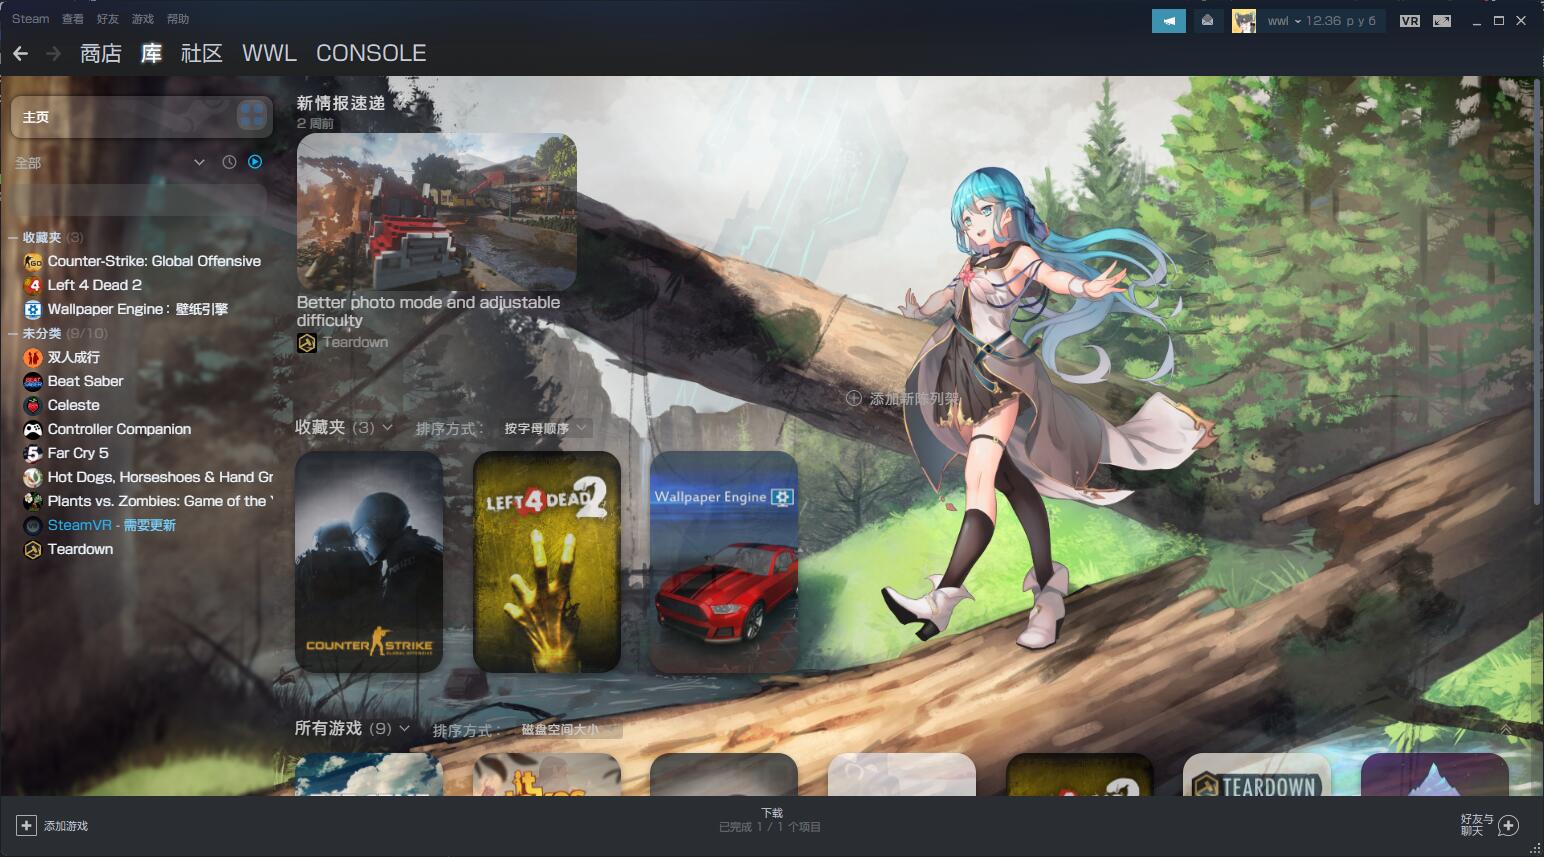 Steam 查看 好友 游戏 帮助
wwl 12.36 р у б
VR
商店 库 社区 WWL CONSOLE
主页
全部
收藏夹 (3)
Counter-Strike: Global Offensive
Left 4 Dead 2
Wallpaper Engine：壁纸引擎
未分类 (9/10)
双人成行
Beat Saber
Celeste
Controller Companion
Far Cry 5
Hot Dogs, Horseshoes & Hand Gr
Plants vs. Zombies: Game of the
SteamVR - 需要更新
Teardown
新情报速递
2 周前
Better photo mode and adjustable
difficulty
Teardown
添加新阵列架
收藏夹 (3) 排序方式： 按字母顺序
COUNTER STRIKE
GLOBAL OFFENSIVE
LEFT 4 DEAD 2
Wallpaper Engine
所有游戏 (9) 排序方式： 磁盘空间大小
TEARDOWN
添加游戏
下载
已完成 1 / 1 个项目
好友与
聊天